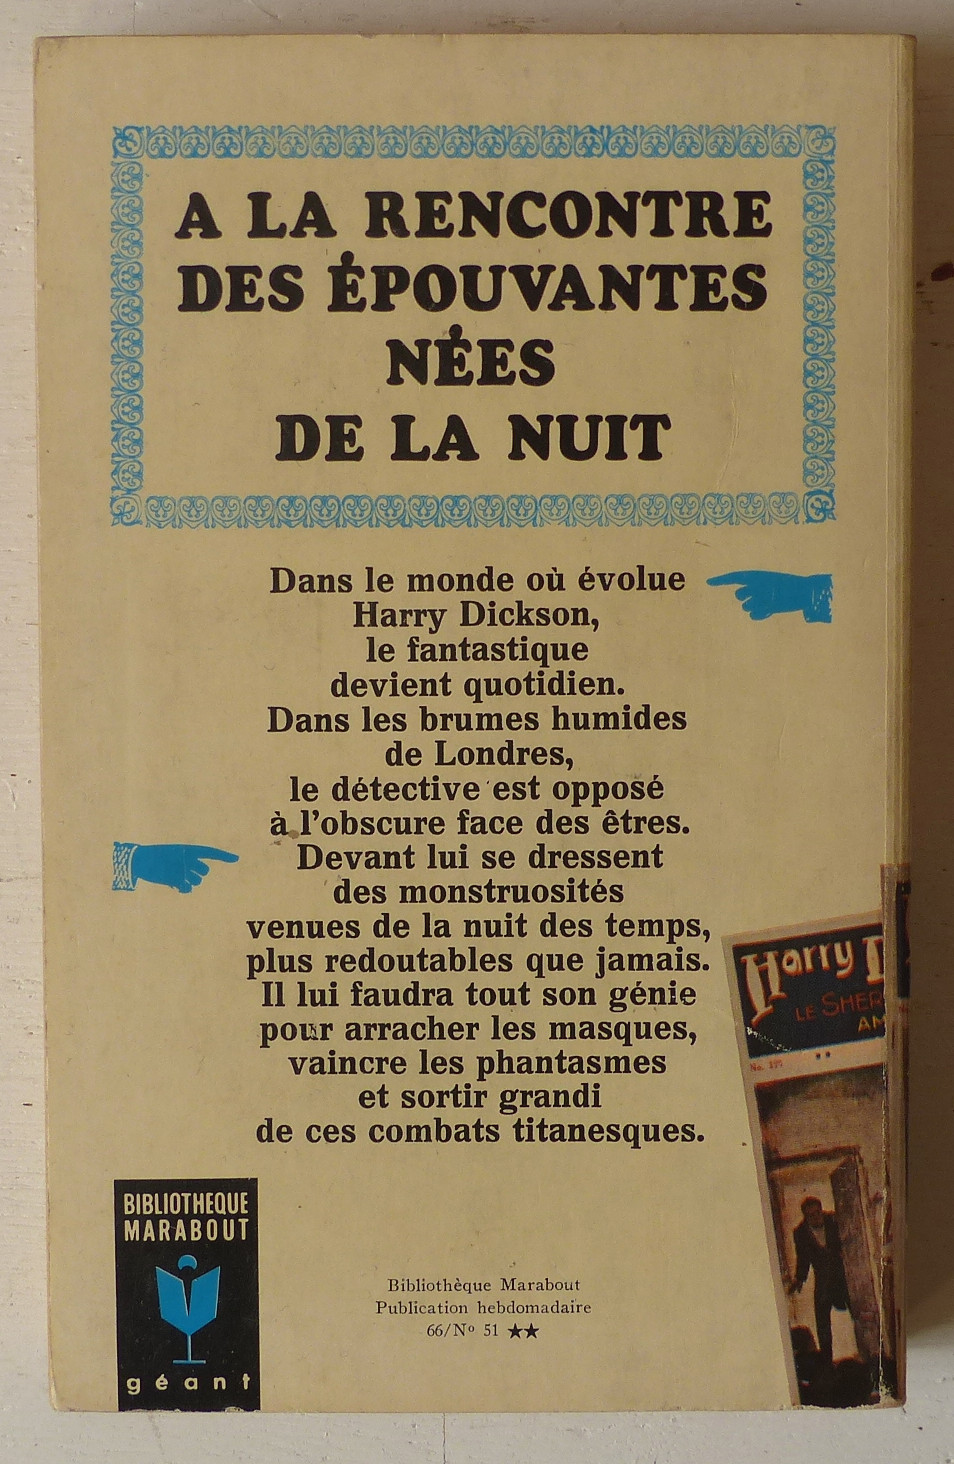 A LA RENCONTRE
DES ÉPOUVANTES
NÉES
DE LA NUIT
Dans le monde où évolue
Harry Dickson,
le fantastique
devient quotidien.
Dans les brumes humides
de Londres,
le détective est opposé
à l'obscure face des êtres.
Devant lui se dressent
des monstruosités
venues de la nuit des temps,
plus redoutables que jamais.
Il lui faudra tout son génie
pour arracher les masques,
vaincre les phantasmes
et sortir grandi
de ces combats titanesques.
Harry D
LE SHER
AM
BIBLIOTHEQUE
MARABOUT
géant
Bibliothèque Marabout
Publication hebdomadaire
66/Nº 51 ★★